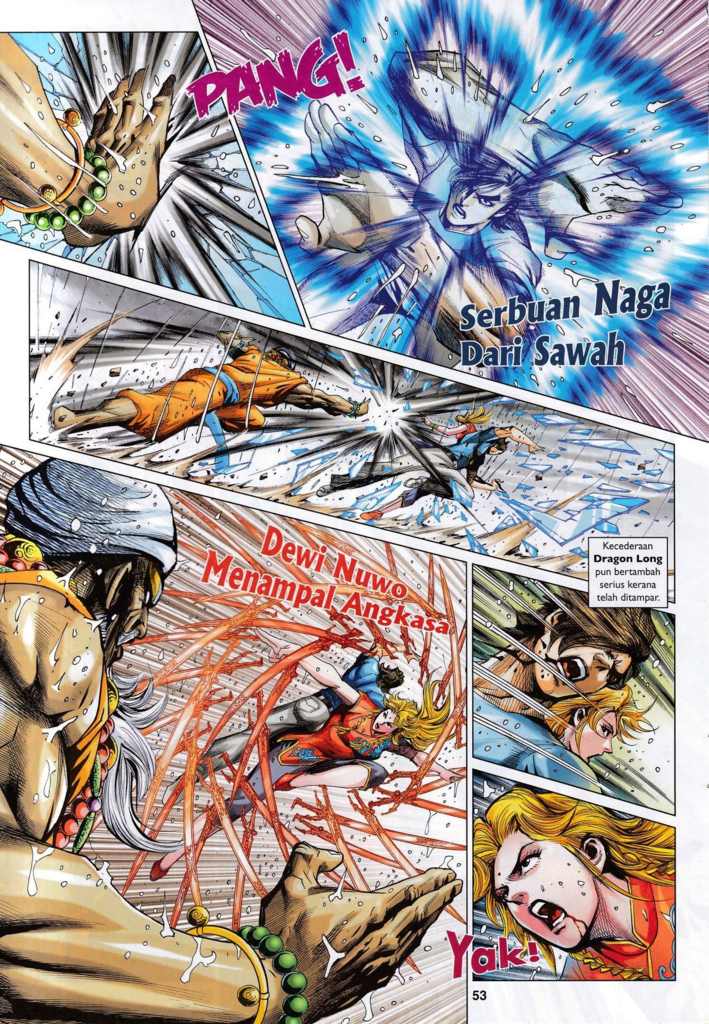 PANG!
Serbuan Naga
Dari Sawah
Kecederaan
Dragon Long
pun bertambah
serius kerana
telah ditampar.
Dewi Nuwo
Menampal Angkasa
Yak!
53